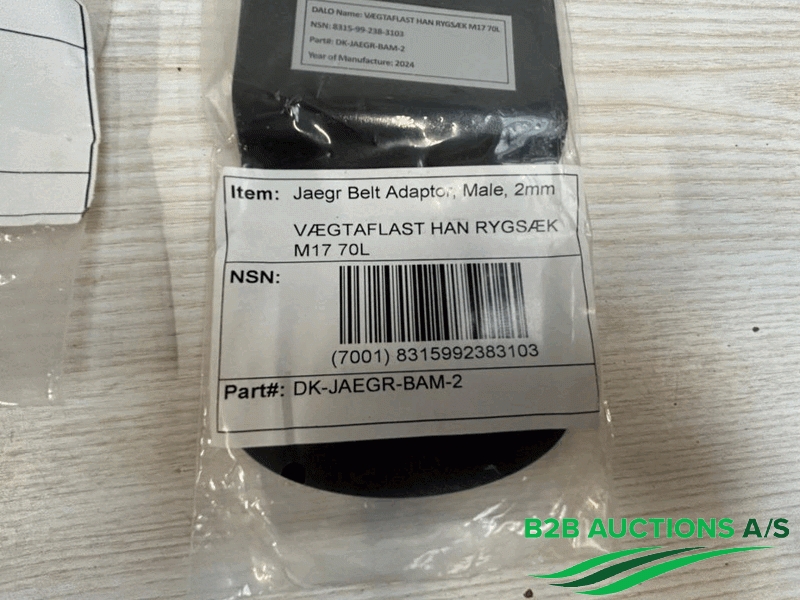 DALO Name: VÆGTAFLAST HAN RYGSÆK M17 70L
NSN: 8315-99-238-3103
Part#: DK-JAEGR-BAM-2
Year of Manufacture: 2024
Item: Jaegr Belt Adaptor, Male, 2mm
VÆGTAFLAST HAN RYGSÆK
M17 70L
NSN:
(7001) 8315992383103
Part#: DK-JAEGR-BAM-2
B2B AUCTIONS A/S